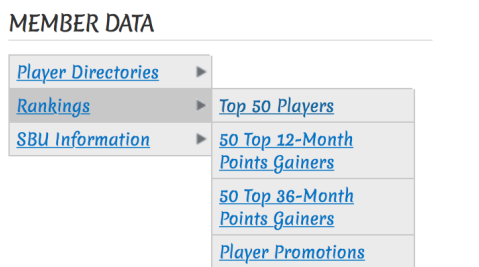 MEMBER DATA
Player Directories
Rankings
SBU Information
Top 50 Players
50 Top 12-Month
Points Gainers
50 Top 36-Month
Points Gainers
Player Promotions